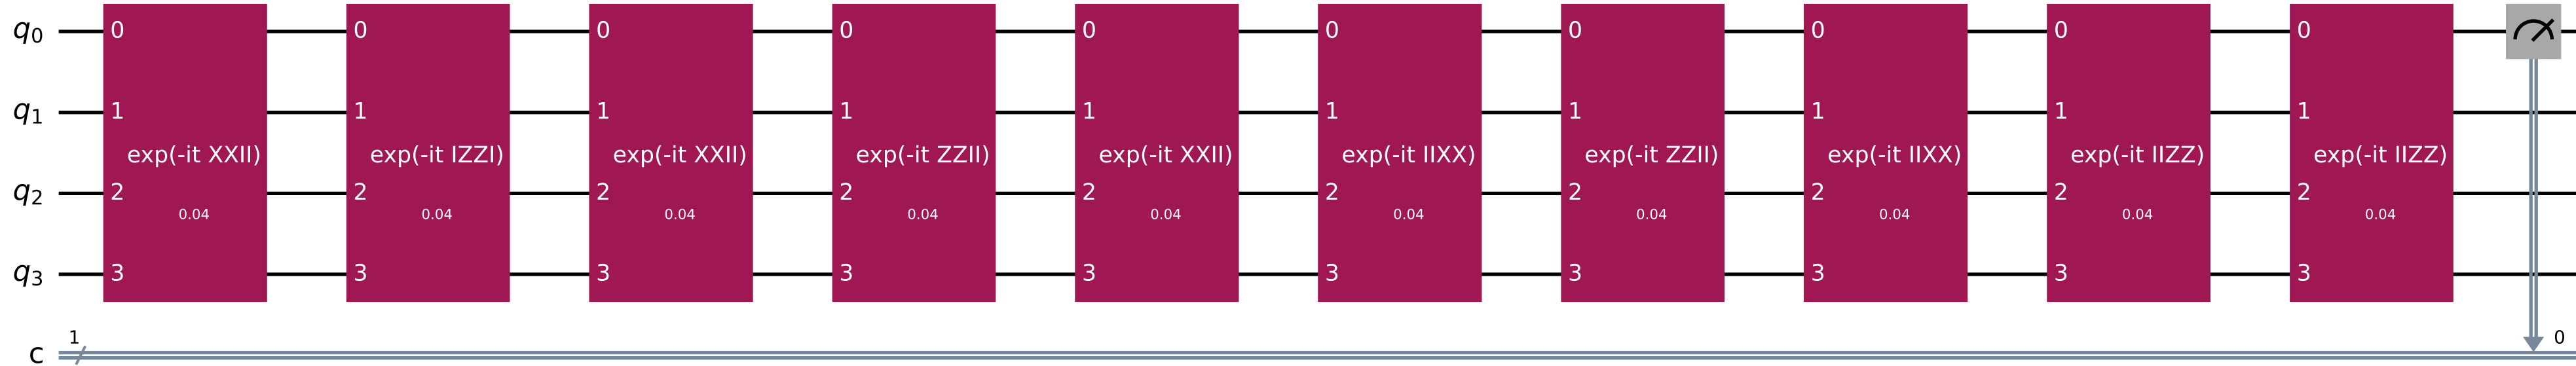 q0 0 0 0 0 0 0 0 0 0 0
q1 1 1 1 1 1 1 1 1 1 1
exp(-it XXII) exp(-it IZZI) exp(-it XXII) exp(-it ZZII) exp(-it XXII) exp(-it IIXX) exp(-it ZZII) exp(-it IIXX) exp(-it IIZZ) exp(-it IIZZ)
q2 2 2 2 2 2 2 2 2 2 2
0.04 0.04 0.04 0.04 0.04 0.04 0.04 0.04 0.04 0.04
q3 3 3 3 3 3 3 3 3 3 3
1 0
c